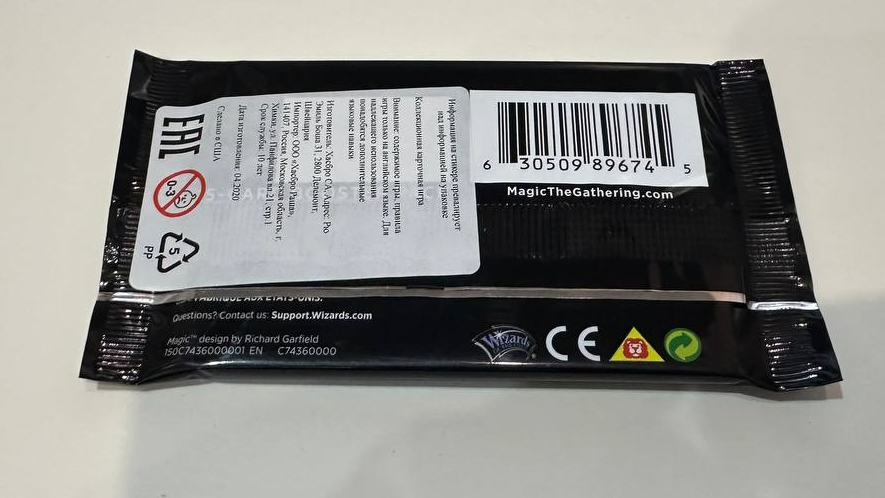 Информация на стикере превалирует
над информацией на упаковке
Коллекционная карточная игра
Внимание: содержимое игры, правила
игры только на английском языке. Для
надлежащего использования
понадобятся дополнительные
языковые навыки
Изготовитель: Хасбро СА. Адрес: Рю
Эмиль Боша 31, 2800 Делемонт,
Швейцария
Импортер: ООО «Хасбро Раша»,
141407, Россия, Московская область, г.
Химки, ул. Панфилова вл.21, стр.1
Срок службы: 10 лет
Дата изготовления: 04.2020
Сделано в США
EAC
0-3
5
PP
6 30509 89674 5
MagicTheGathering.com
FABRIQUÉ AUX ÉTATS-UNIS.
Questions? Contact us: Support.Wizards.com
Magic™ design by Richard Garfield
150C7436000001 EN C74360000
Wizards
CE